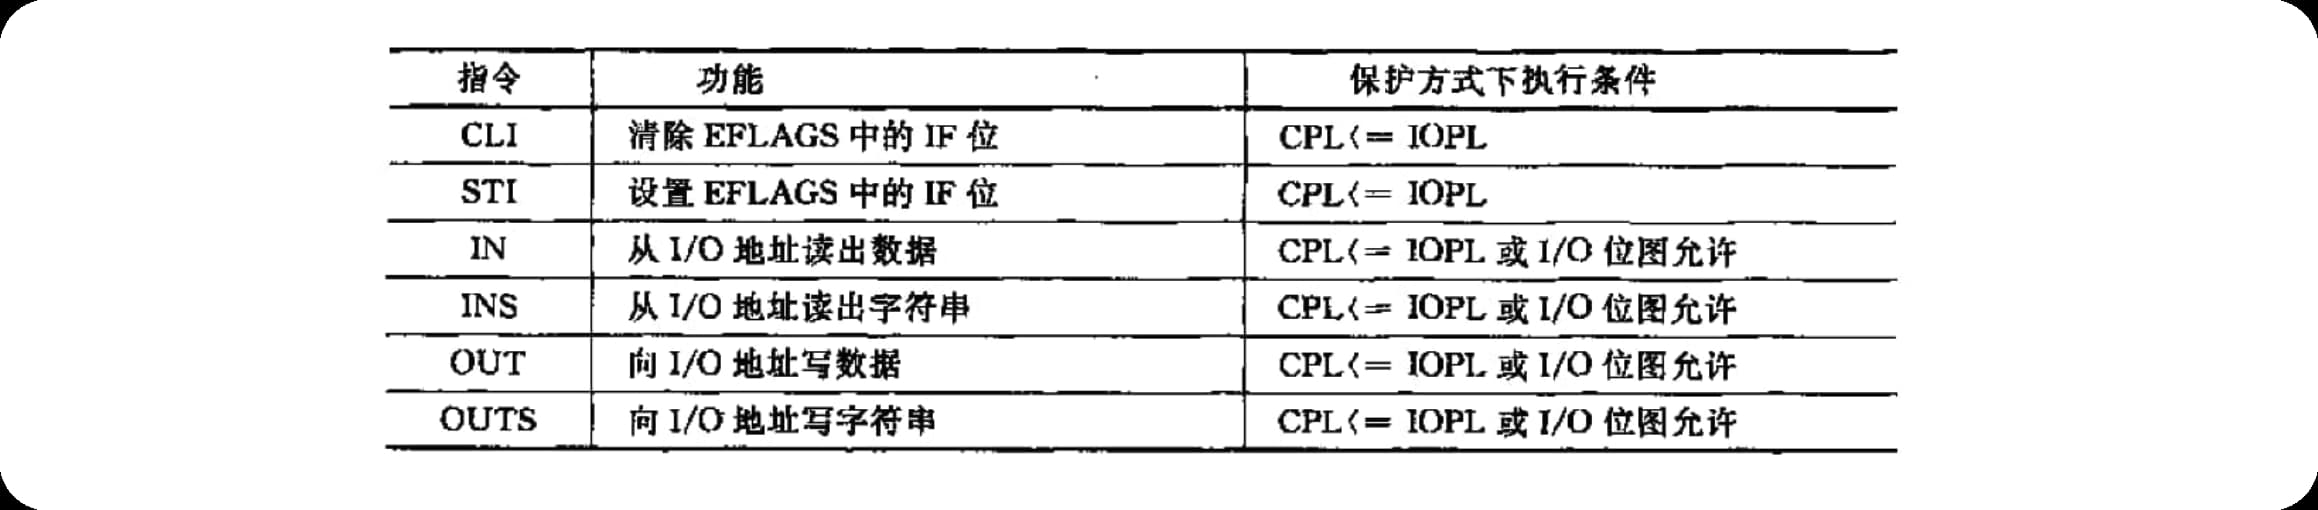 指令 功能 保护方式下执行条件
CLI 清除 EFLAGS 中的 IF 位 CPL<= IOPL
STI 设置 EFLAGS 中的 IF 位 CPL<= IOPL
IN 从 I/O 地址读出数据 CPL<= IOPL 或 I/O 位图允许
INS 从 I/O 地址读出字符串 CPL<= IOPL 或 I/O 位图允许
OUT 向 I/O 地址写数据 CPL<= IOPL 或 I/O 位图允许
OUTS 向 I/O 地址写字符串 CPL<= IOPL 或 I/O 位图允许